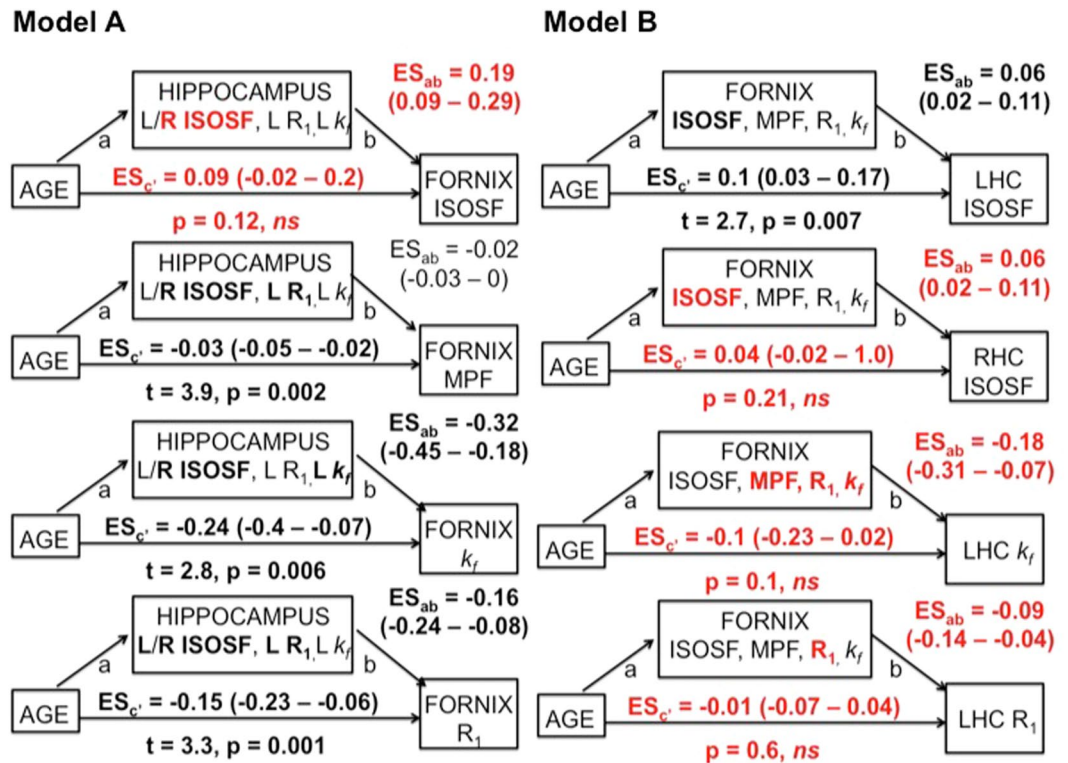 Model A
HIPPOCAMPUS
L/R ISOSF, L R1, L kf
ESab = 0.19
(0.09 – 0.29)
a
b
AGE
ESc' = 0.09 (-0.02 – 0.2)
p = 0.12, ns
FORNIX
ISOSF
HIPPOCAMPUS
L/R ISOSF, L R1, L kf
ESab = -0.02
(-0.03 – 0)
a
b
AGE
ESc' = -0.03 (-0.05 – -0.02)
t = 3.9, p = 0.002
FORNIX
MPF
HIPPOCAMPUS
L/R ISOSF, L R1, L kf
ESab = -0.32
(-0.45 – -0.18)
a
b
AGE
ESc' = -0.24 (-0.4 – -0.07)
t = 2.8, p = 0.006
FORNIX
kf
HIPPOCAMPUS
L/R ISOSF, L R1, L kf
ESab = -0.16
(-0.24 – -0.08)
a
b
AGE
ESc' = -0.15 (-0.23 – -0.06)
t = 3.3, p = 0.001
FORNIX
R1
Model B
FORNIX
ISOSF, MPF, R1, kf
ESab = 0.06
(0.02 – 0.11)
a
b
AGE
ESc' = 0.1 (0.03 – 0.17)
t = 2.7, p = 0.007
LHC
ISOSF
FORNIX
ISOSF, MPF, R1, kf
ESab = 0.06
(0.02 – 0.11)
a
b
AGE
ESc' = 0.04 (-0.02 – 1.0)
p = 0.21, ns
RHC
ISOSF
FORNIX
ISOSF, MPF, R1, kf
ESab = -0.18
(-0.31 – -0.07)
a
b
AGE
ESc' = -0.1 (-0.23 – 0.02)
p = 0.1, ns
LHC kf
FORNIX
ISOSF, MPF, R1, kf
ESab = -0.09
(-0.14 – -0.04)
a
b
AGE
ESc' = -0.01 (-0.07 – 0.04)
p = 0.6, ns
LHC R1